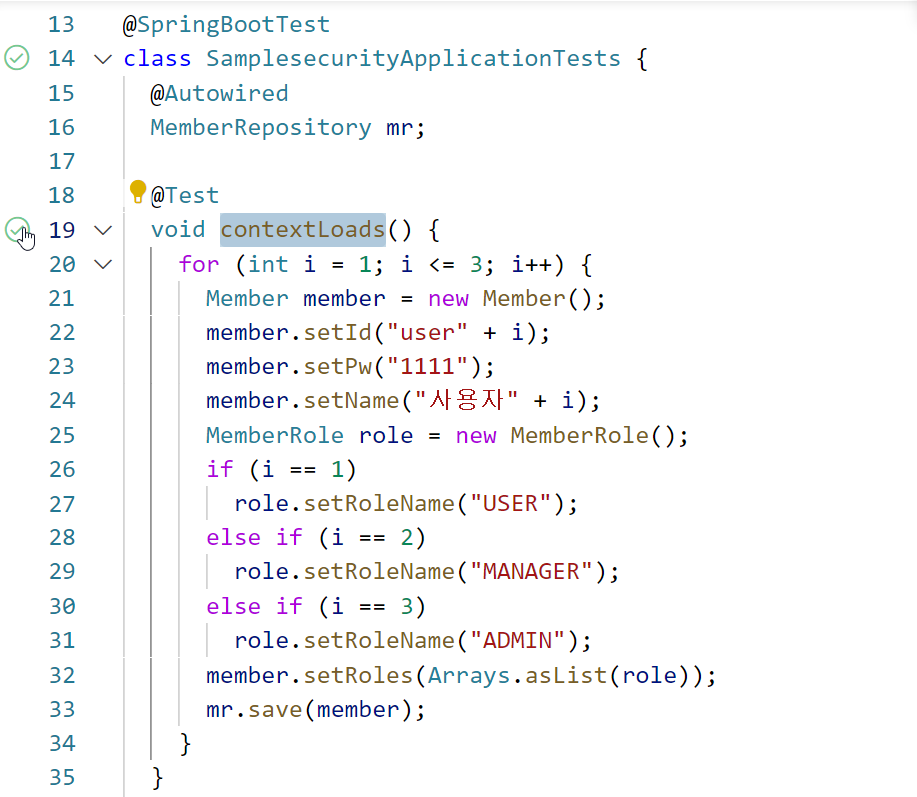 13 @SpringBootTest
14 class SamplesecurityApplicationTests {
15 @Autowired
16 MemberRepository mr;
17
18 @Test
19 void contextLoads() {
20 for (int i = 1; i <= 3; i++) {
21 Member member = new Member();
22 member.setId("user" + i);
23 member.setPw("1111");
24 member.setName("사용자" + i);
25 MemberRole role = new MemberRole();
26 if (i == 1)
27 role.setRoleName("USER");
28 else if (i == 2)
29 role.setRoleName("MANAGER");
30 else if (i == 3)
31 role.setRoleName("ADMIN");
32 member.setRoles(Arrays.asList(role));
33 mr.save(member);
34 }
35 }